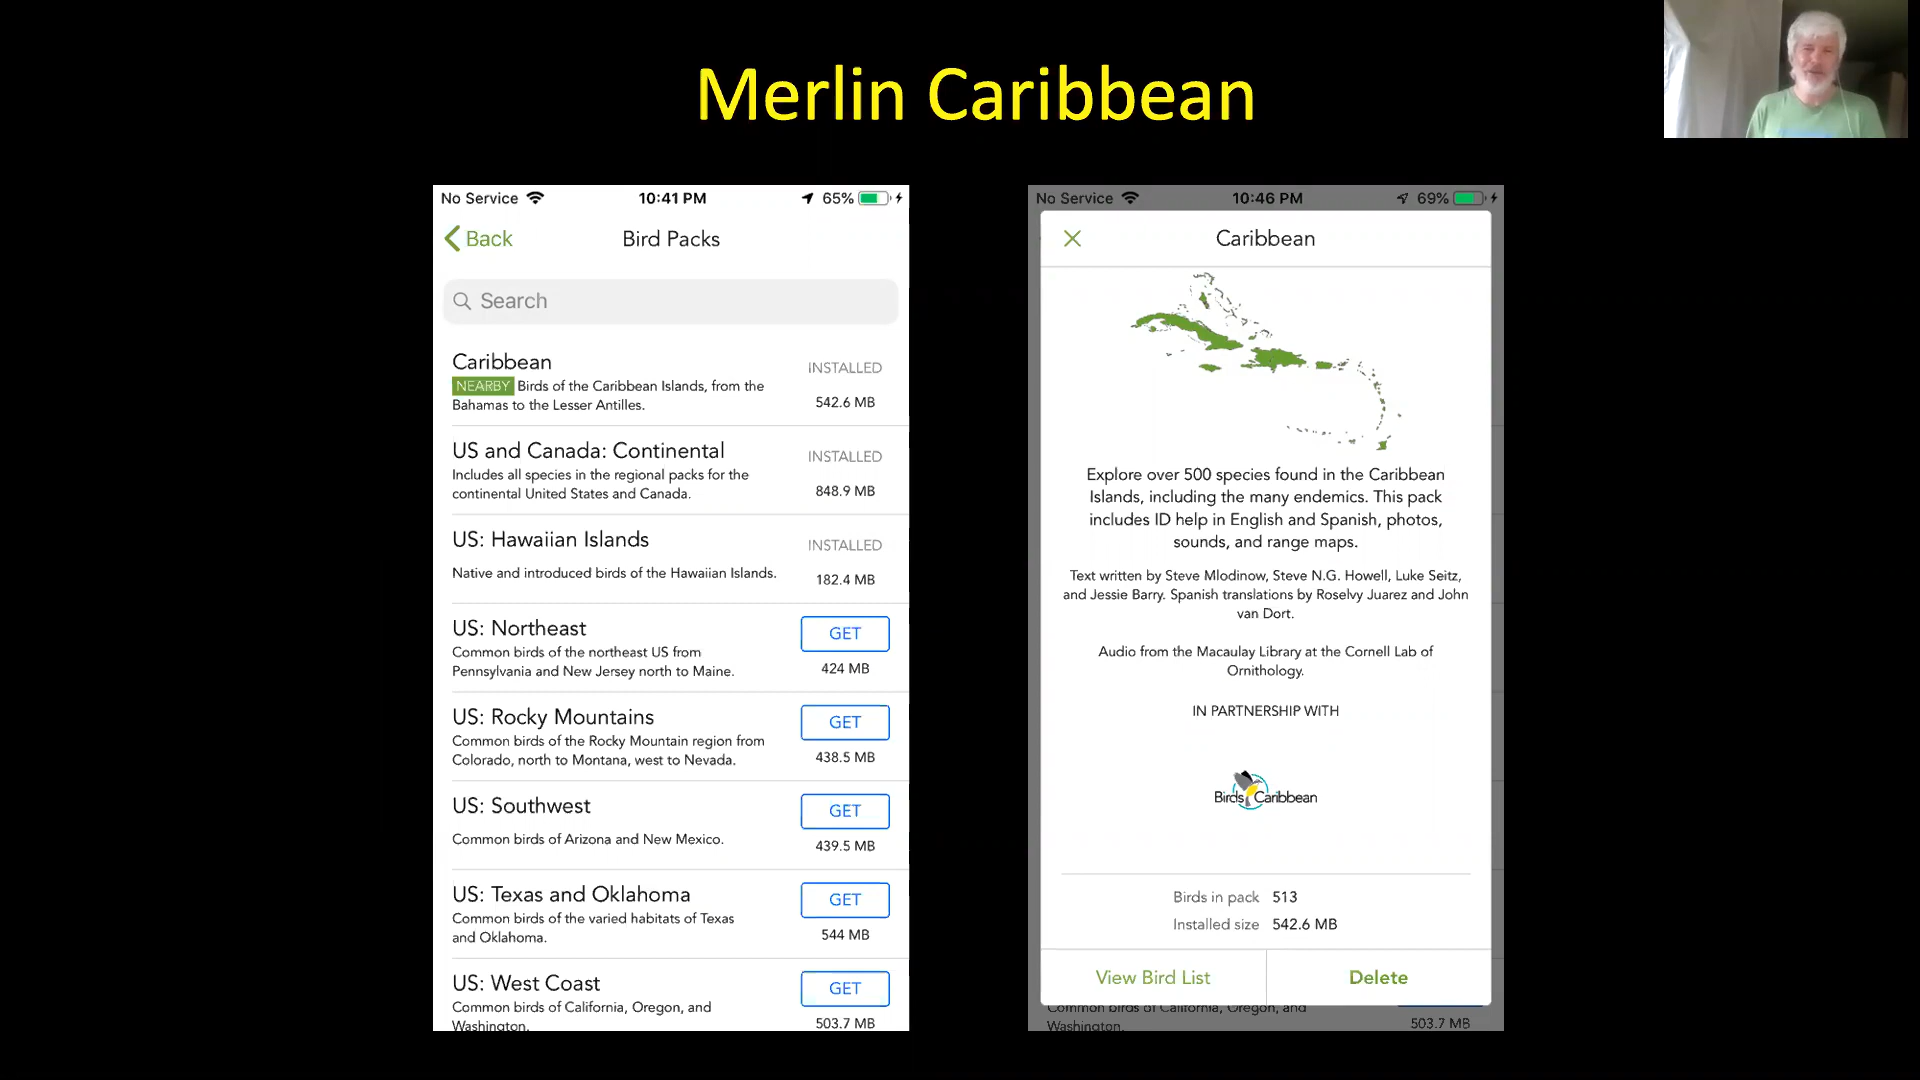 Merlin Caribbean
No Service
10:41 PM
65%
Back
Bird Packs
Search
Caribbean
INSTALLED
NEARBY Birds of the Caribbean Islands, from the
Bahamas to the Lesser Antilles.
542.6 MB
US and Canada: Continental
INSTALLED
Includes all species in the regional packs for the
continental United States and Canada.
848.9 MB
US: Hawaiian Islands
INSTALLED
Native and introduced birds of the Hawaiian Islands.
182.4 MB
US: Northeast
GET
Common birds of the northeast US from
Pennsylvania and New Jersey north to Maine.
424 MB
US: Rocky Mountains
GET
Common birds of the Rocky Mountain region from
Colorado, north to Montana, west to Nevada.
438.5 MB
US: Southwest
GET
Common birds of Arizona and New Mexico.
439.5 MB
US: Texas and Oklahoma
GET
Common birds of the varied habitats of Texas
and Oklahoma.
544 MB
US: West Coast
GET
Common birds of California, Oregon, and
Washington.
503.7 MB
No Service
10:46 PM
69%
Caribbean
Explore over 500 species found in the Caribbean
Islands, including the many endemics. This pack
includes ID help in English and Spanish, photos,
sounds, and range maps.
Text written by Steve Mlodinow, Steve N.G. Howell, Luke Seitz,
and Jessie Barry. Spanish translations by Roselvy Juarez and John
van Dort.
Audio from the Macaulay Library at the Cornell Lab of
Ornithology.
IN PARTNERSHIP WITH
Birds Caribbean
Birds in pack 513
Installed size 542.6 MB
View Bird List
Delete
Common birds of California, Oregon, and
Washington.
503.7 MB